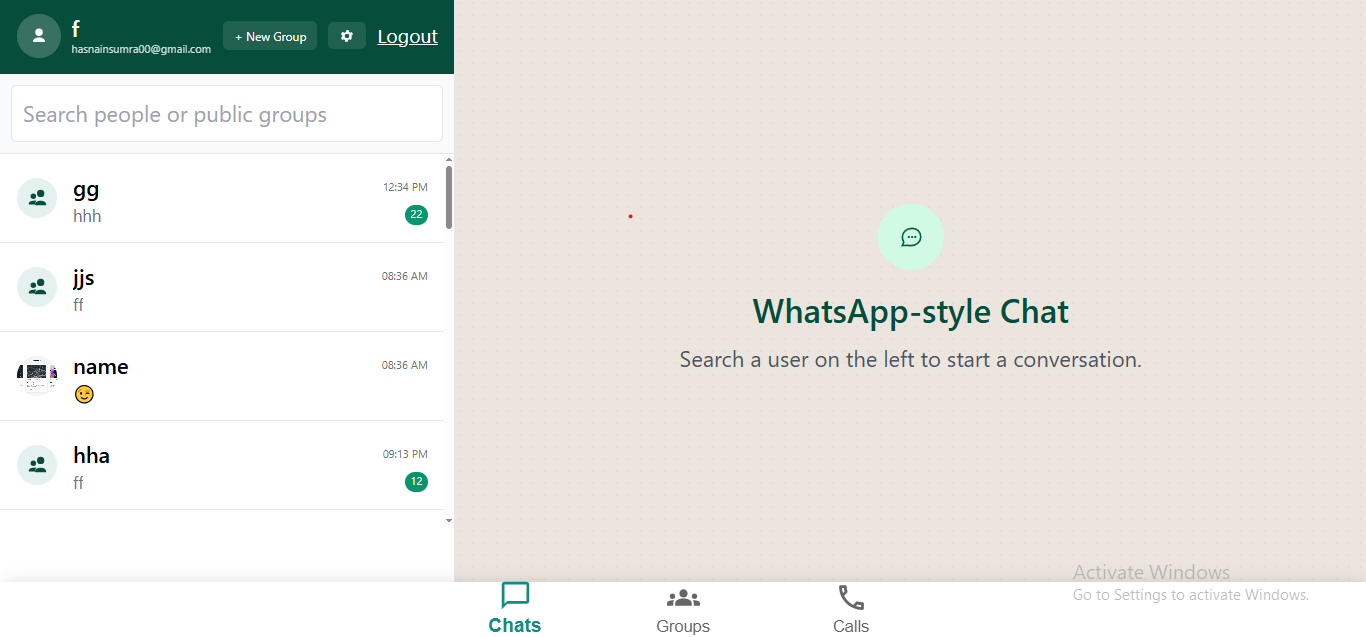 f
hasnainsumra00@gmail.com
+ New Group
Logout
Search people or public groups
gg
12:34 PM
hhh
22
jjs
08:36 AM
ff
name
08:36 AM
😉
hha
09:13 PM
ff
12
WhatsApp-style Chat
Search a user on the left to start a conversation.
Activate Windows
Go to Settings to activate Windows.
Chats
Groups
Calls